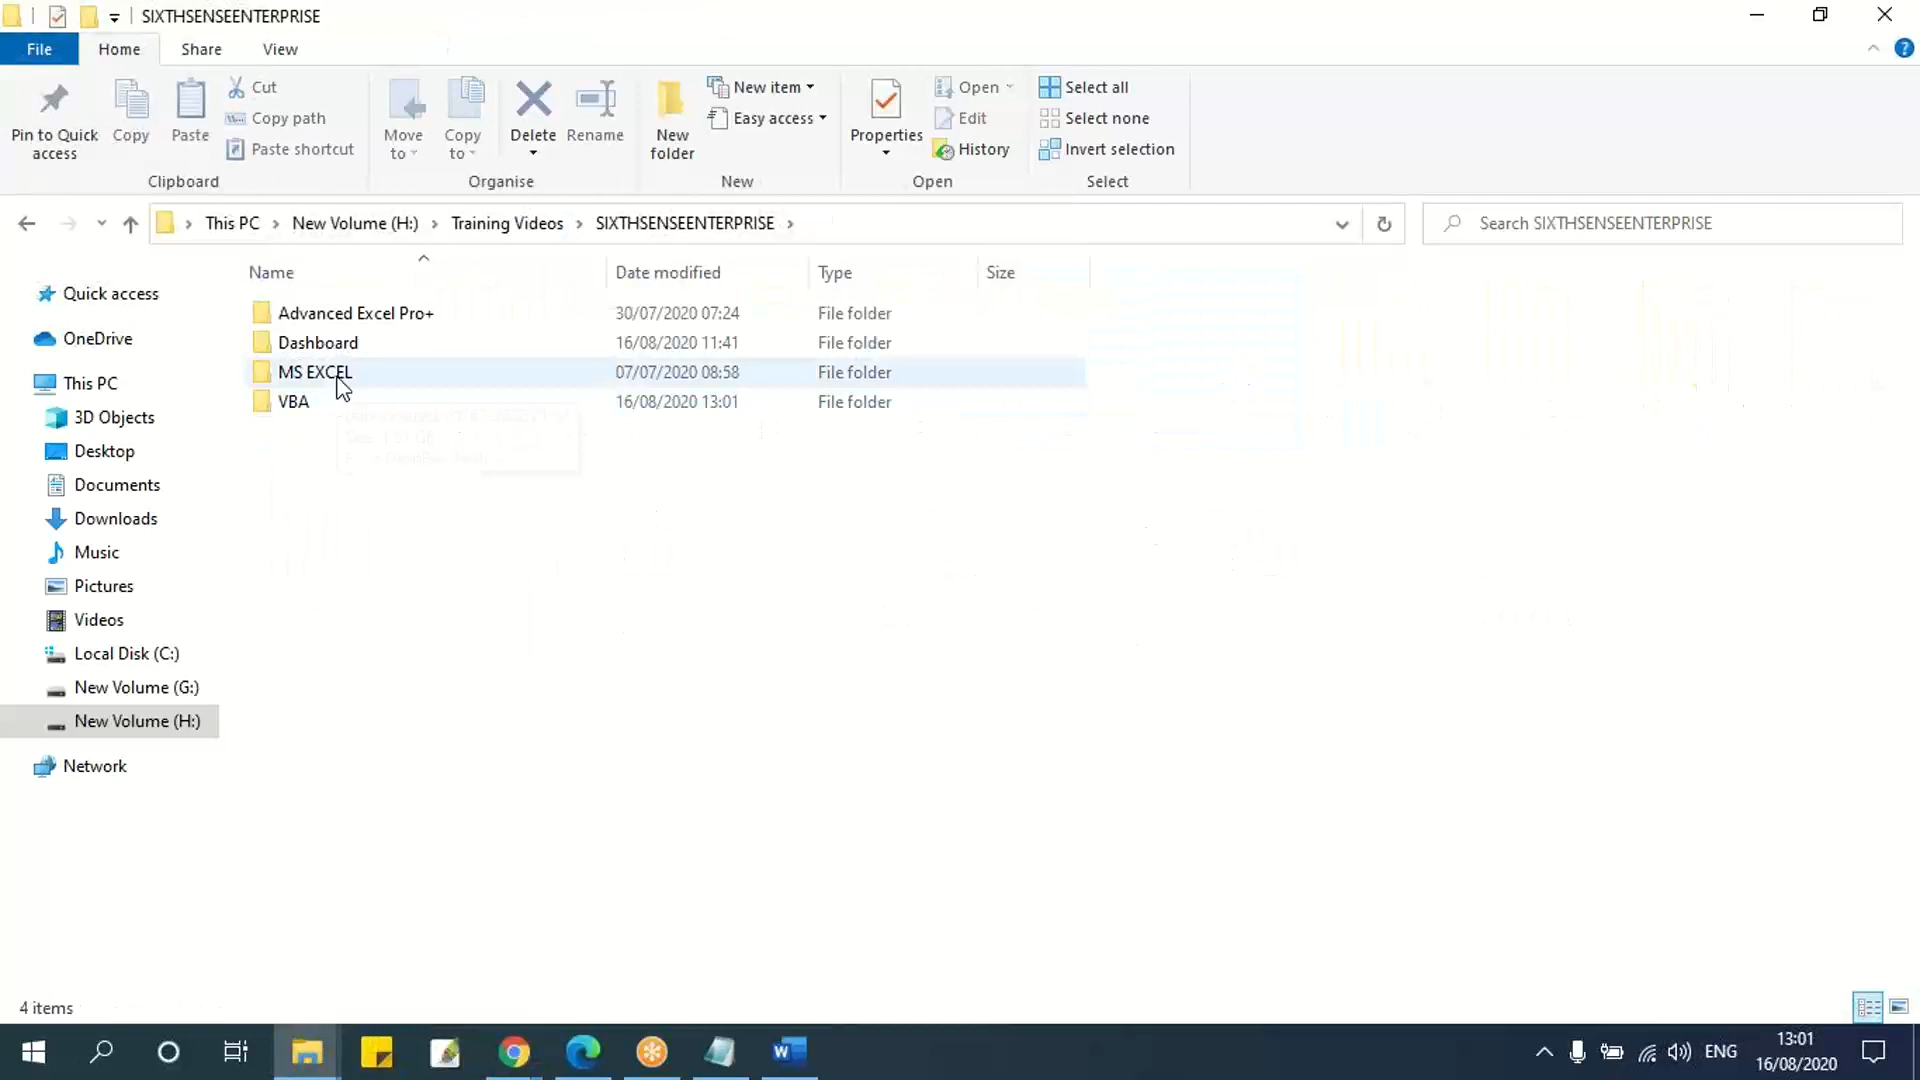 SIXTHSENSEENTERPRISE
File Home Share View
Pin to Quick access
Copy
Paste
Cut
Copy path
Paste shortcut
Clipboard
Move to
Copy to
Delete
Rename
Organise
New folder
New item
Easy access
New
Properties
Open
Edit
History
Open
Select all
Select none
Invert selection
Select
This PC New Volume (H:) Training Videos SIXTHSENSEENTERPRISE
Search SIXTHSENSEENTERPRISE
Name Date modified Type Size
Advanced Excel Pro+ 30/07/2020 07:24 File folder
Dashboard 16/08/2020 11:41 File folder
MS EXCEL 07/07/2020 08:58 File folder
VBA 16/08/2020 13:01 File folder
Quick access
OneDrive
This PC
3D Objects
Desktop
Documents
Downloads
Music
Pictures
Videos
Local Disk (C:)
New Volume (G:)
New Volume (H:)
Network
4 items
ENG
13:01
16/08/2020